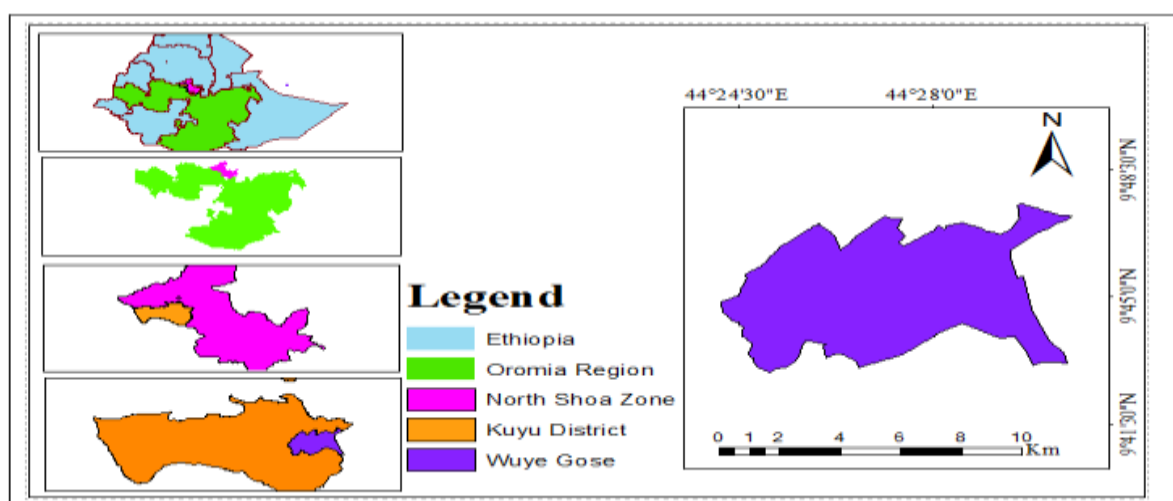 44°24'30"E 44°28'0"E
N
9°48'30"N
9°45'0"N
9°41'30"N
Legend
Ethiopia
Oromia Region
North Shoa Zone
Kuyu District
Wuye Gose
0 1 2 4 6 8 10
Km